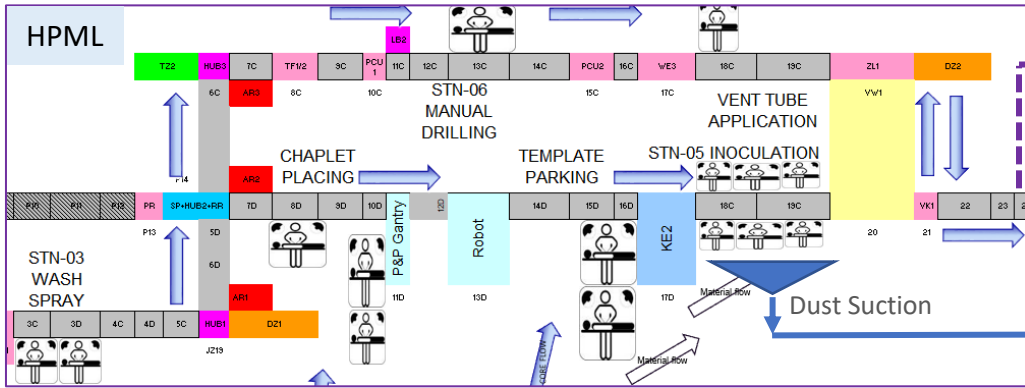 HPML
LB2
TZ2
HUB3
7C
TF1/2
9C
PCU
1
11C
12C
13C
14C
PCU2
16C
WE3
18C
19C
ZL1
DZ2
6C
AR3
8C
10C
STN-06
MANUAL
DRILLING
15C
17C
VENT TUBE
APPLICATION
VW1
AR2
CHAPLET
PLACING
TEMPLATE
PARKING
STN-05 INOCULATION
P11
P12
PR
SP+HUB2+RR
7D
8D
9D
10D
12D
14D
15D
16D
18C
19C
VK1
22
23
P13
5D
6D
P&P Gantry
Robot
KE2
20
21
STN-03
WASH
SPRAY
AR1
11D
13D
17D
Material flow
Dust Suction
3C
3D
4C
4D
5C
HUB1
DZ1
JZ19
CORE FLOW
Material flow